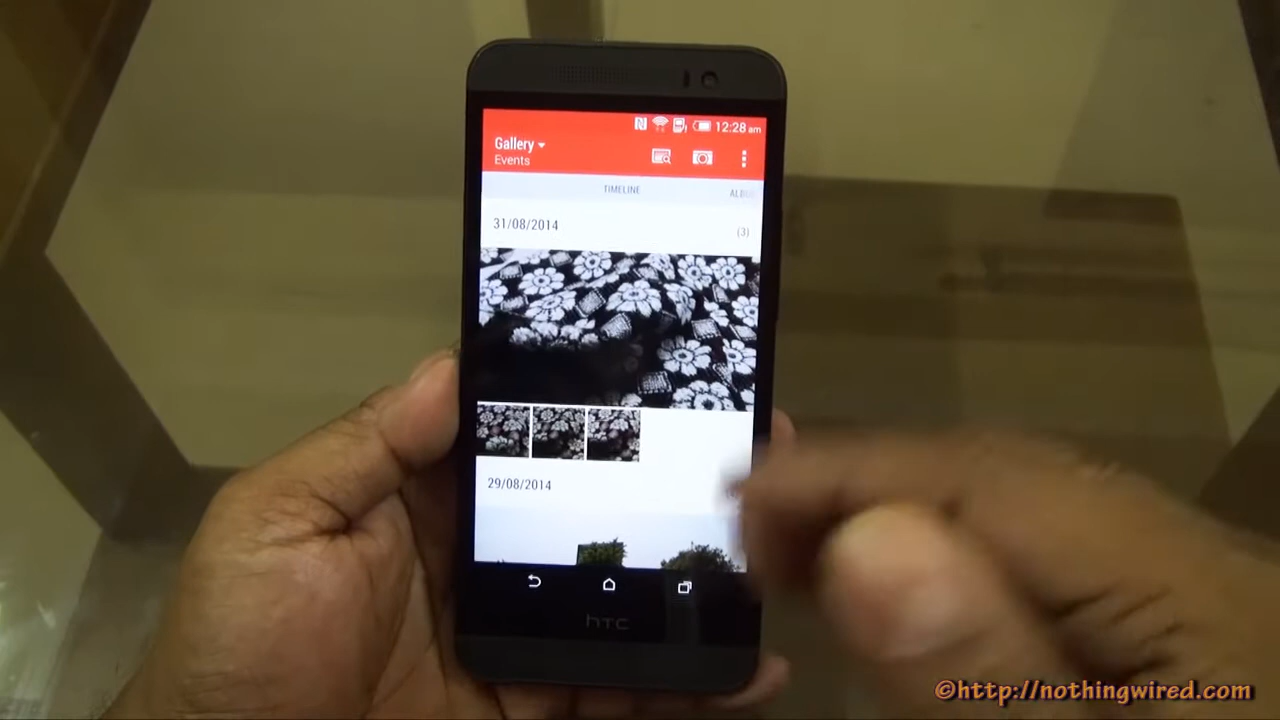 12:28 am
Gallery
Events
TIMELINE
31/08/2014
(3)
29/08/2014
hTC
©http://nothingwired.com